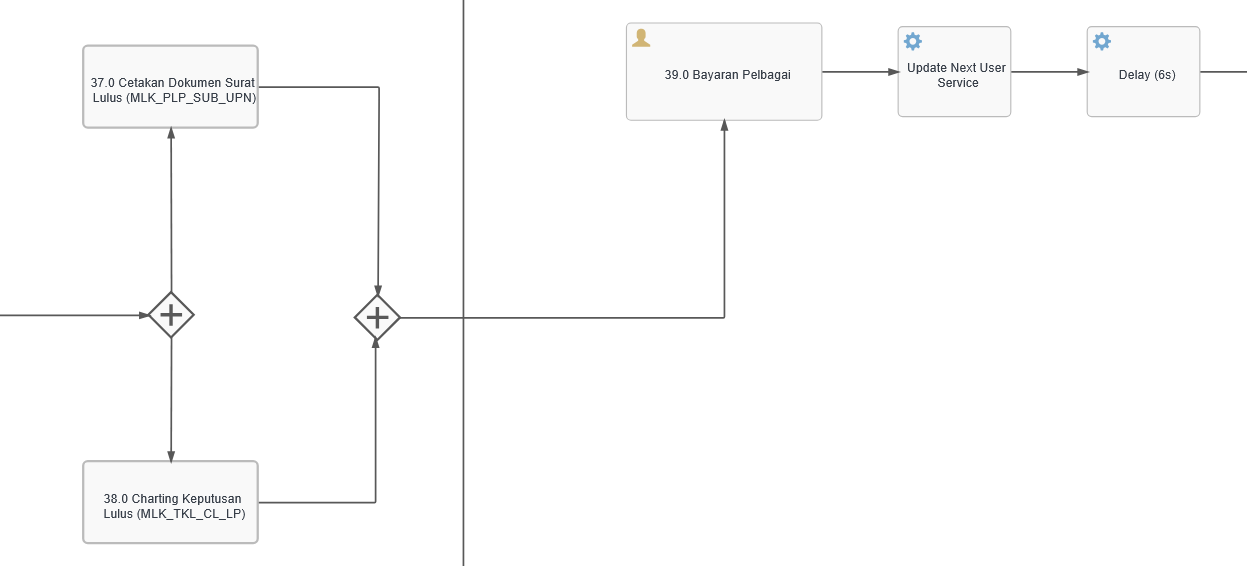 37.0 Cetakan Dokumen Surat
Lulus (MLK_PLP_SUB_UPN)
38.0 Charting Keputusan
Lulus (MLK_TKL_CL_LP)
39.0 Bayaran Pelbagai
Update Next User
Service
Delay (6s)